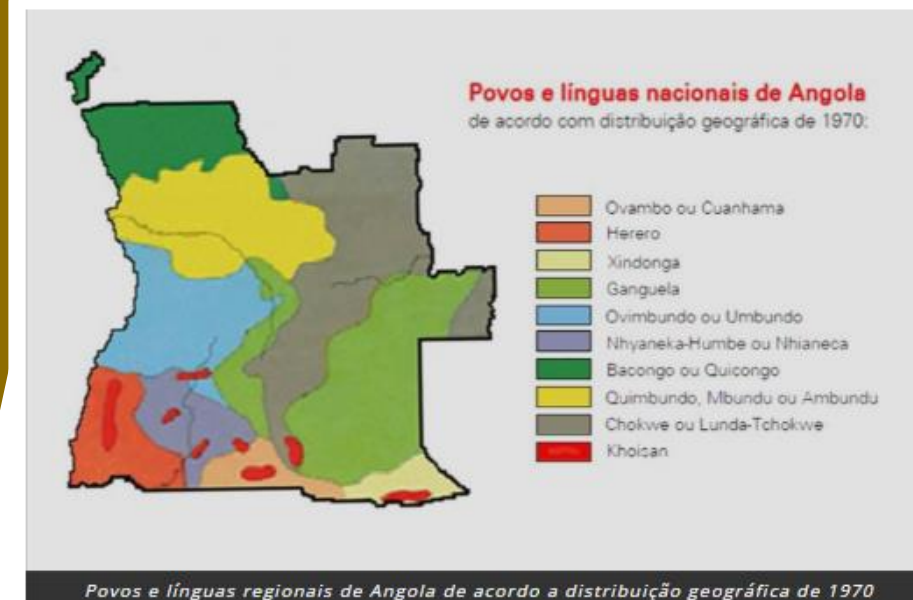 Povos e línguas nacionais de Angola
de acordo com distribuição geográfica de 1970:
Ovambo ou Cuanhama
Herero
Xindonga
Ganguela
Ovimbundo ou Umbundo
Nhyaneka-Humbe ou Nhianeca
Bacongo ou Quicongo
Quimbundo, Mbundu ou Ambundu
Chokwe ou Lunda-Tchokwe
Khoisan
Povos e línguas regionais de Angola de acordo a distribuição geográfica de 1970